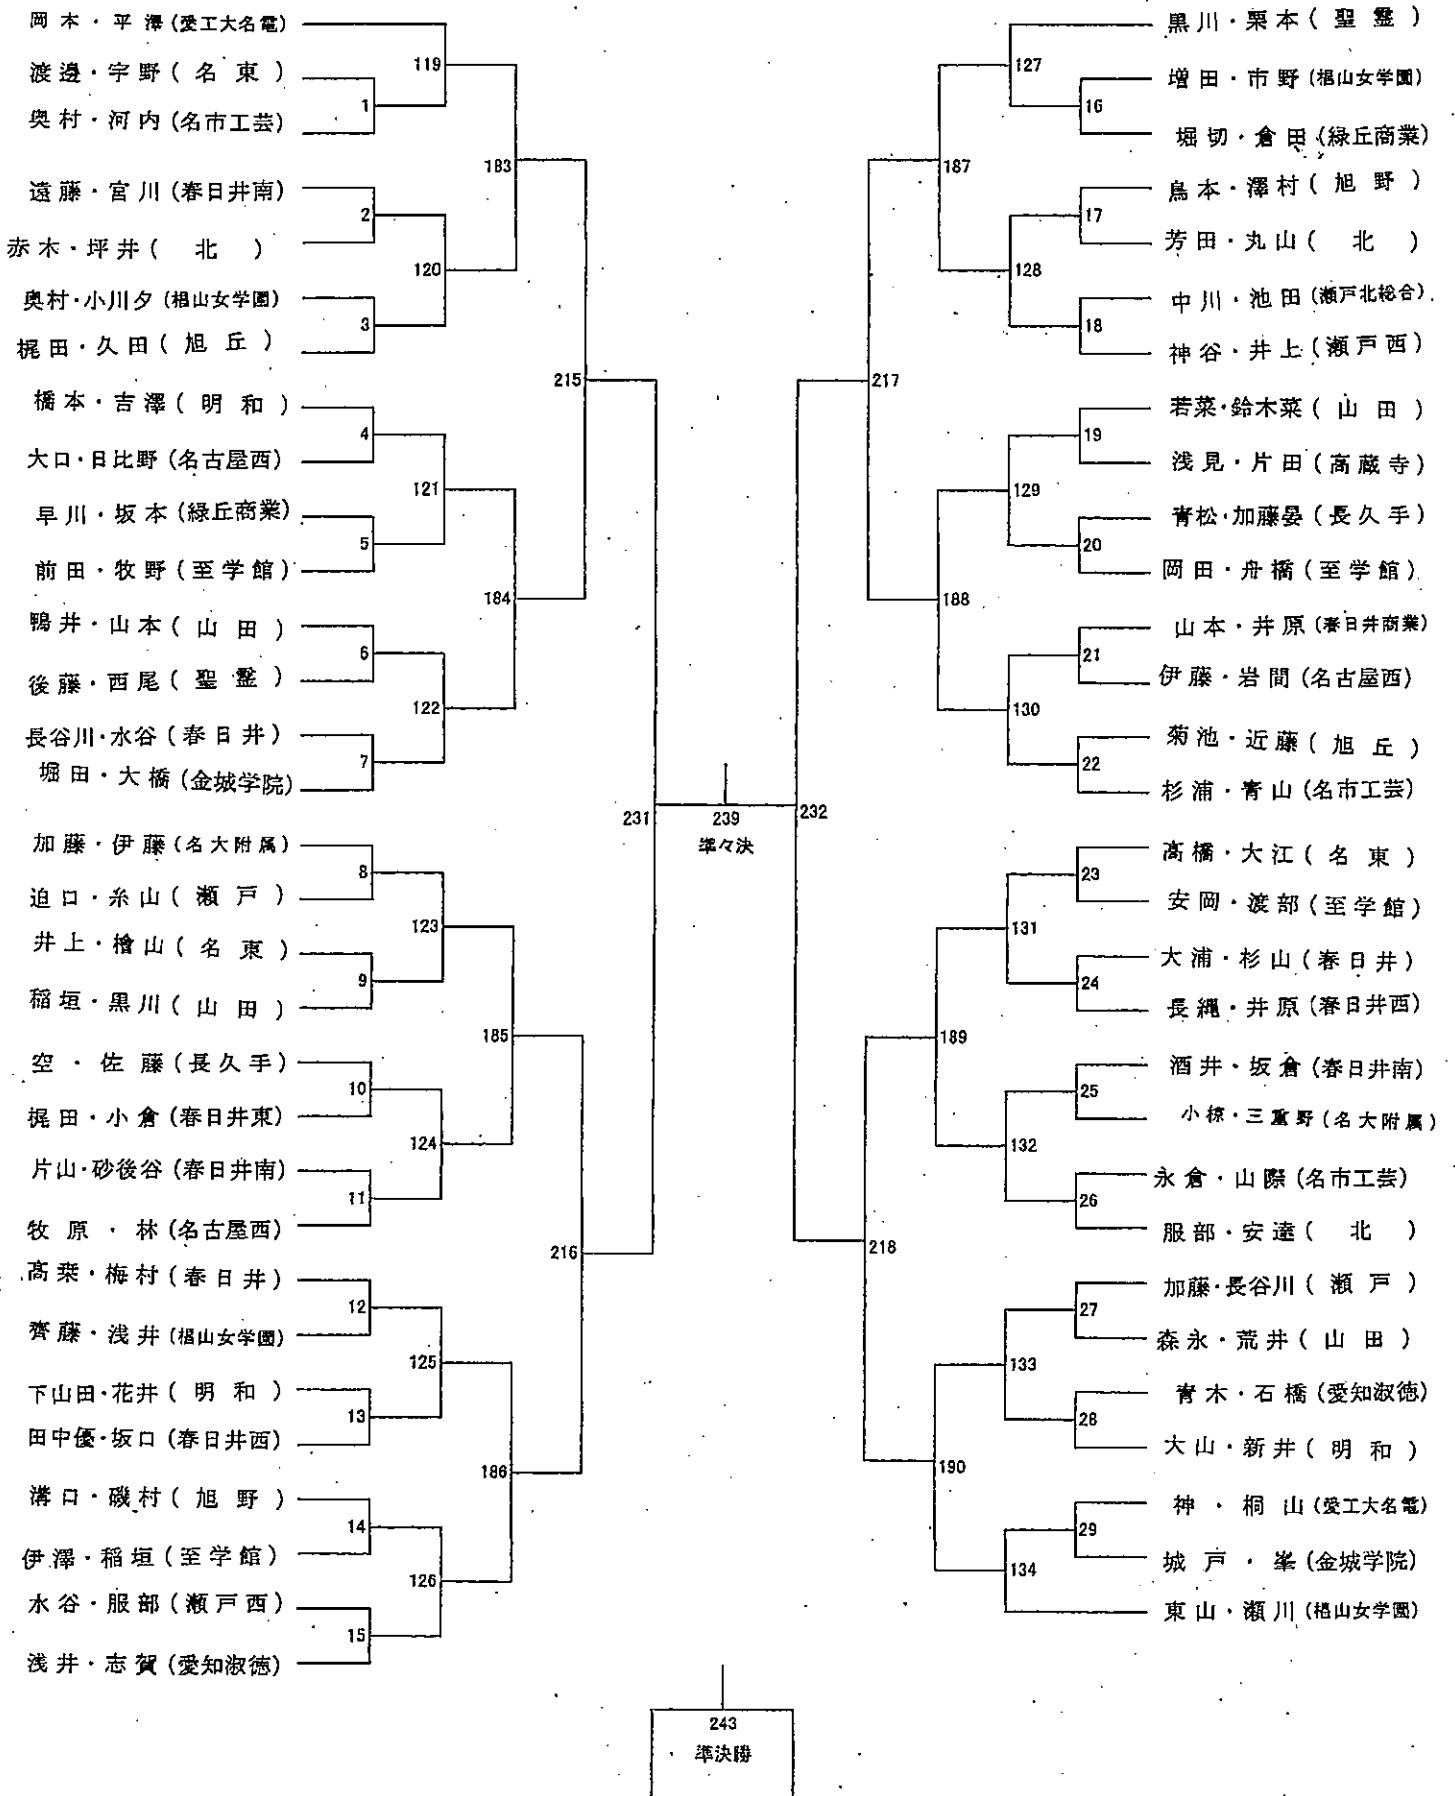 岡本・平澤(愛工大名電)
渡邉・宇野(名東)
奥村・河内(名市工芸)
遠藤・宮川(春日井南)
赤木・坪井(北)
奥村・小川夕(椙山女学園)
梶田・久田(旭丘)
橋本・吉澤(明和)
大口・日比野(名古屋西)
早川・坂本(緑丘商業)
前田・牧野(至学館)
鴨井・山本(山田)
後藤・西尾(聖霊)
長谷川・水谷(春日井)
堀田・大橋(金城学院)
加藤・伊藤(名大附属)
迫口・糸山(瀬戸)
井上・檜山(名東)
稲垣・黒川(山田)
空・佐藤(長久手)
梶田・小倉(春日井東)
片山・砂後谷(春日井南)
牧原・林(名古屋西)
髙桒・梅村(春日井)
齊藤・浅井(椙山女学園)
下山田・花井(明和)
田中優・坂口(春日井西)
溝口・磯村(旭野)
伊澤・稲垣(至学館)
水谷・服部(瀬戸西)
浅井・志賀(愛知淑徳)
1
2
3
4
5
6
7
8
9
10
11
12
13
14
15
119
120
121
122
123
124
125
126
183
184
185
186
215
216
231
239
準々決
232
217
218
187
188
189
190
127
128
129
130
131
132
133
134
16
17
18
19
20
21
22
23
24
25
26
27
28
29
黒川・栗本(聖霊)
増田・市野(椙山女学園)
堀切・倉田(緑丘商業)
鳥本・澤村(旭野)
芳田・丸山(北)
中川・池田(瀬戸北総合)
神谷・井上(瀬戸西)
若菜・鈴木菜(山田)
浅見・片田(高蔵寺)
青松・加藤晏(長久手)
岡田・舟橋(至学館)
山本・井原(春日井商業)
伊藤・岩間(名古屋西)
菊池・近藤(旭丘)
杉浦・青山(名市工芸)
高橋・大江(名東)
安岡・渡部(至学館)
大浦・杉山(春日井)
長縄・井原(春日井西)
酒井・坂倉(春日井南)
小椋・三重野(名大附属)
永倉・山際(名市工芸)
服部・安達(北)
加藤・長谷川(瀬戸)
森永・荒井(山田)
青木・石橋(愛知淑徳)
大山・新井(明和)
神・桐山(愛工大名電)
城戸・峯(金城学院)
東山・瀬川(椙山女学園)
243
準決勝